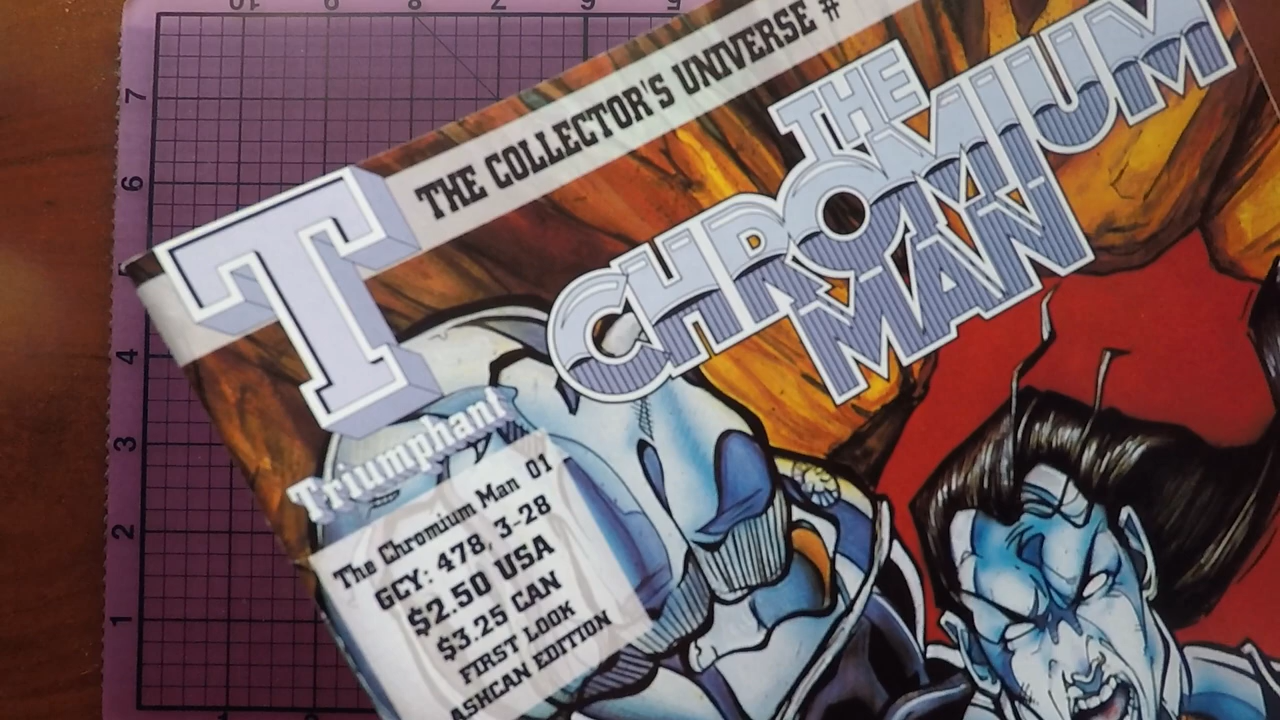 10 9 8 7 6 5
7
6
4
3
2
1
THE COLLECTOR'S UNIVERSE #
T
Triumphant
THE
CHROMIUM
MAN
The Chromium Man 01
GCY: 478, 3-28
$2.50 USA
$3.25 CAN
FIRST LOOK
ASHCAN EDITION